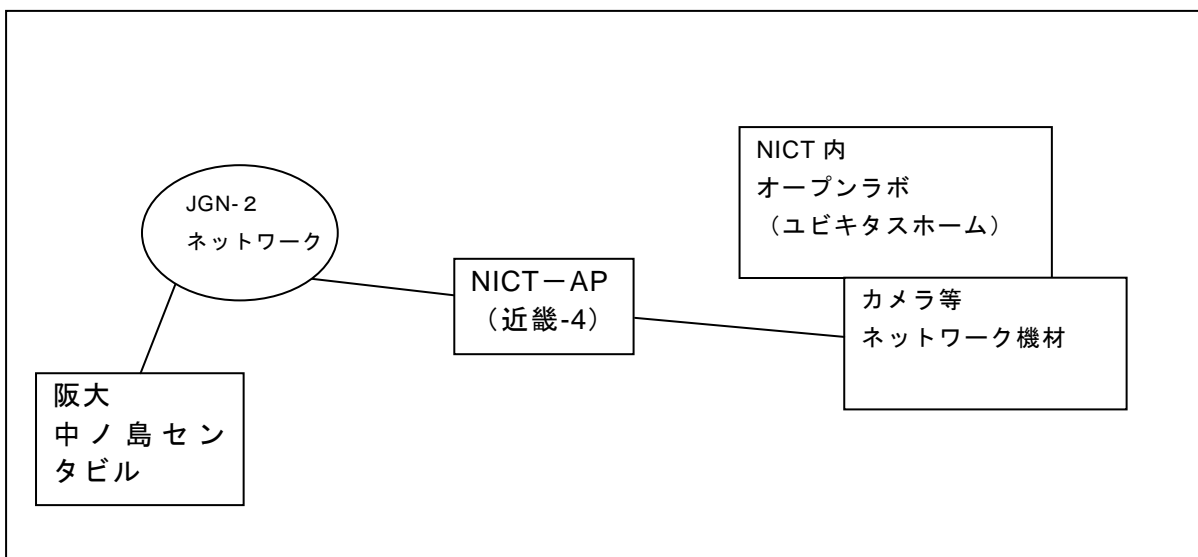 JGN-２
ネットワーク
NICT－AP
（近畿-4）
NICT 内
オープンラボ
（ユビキタスホーム）
カメラ等
ネットワーク機材
阪大
中ノ島セン
タビル